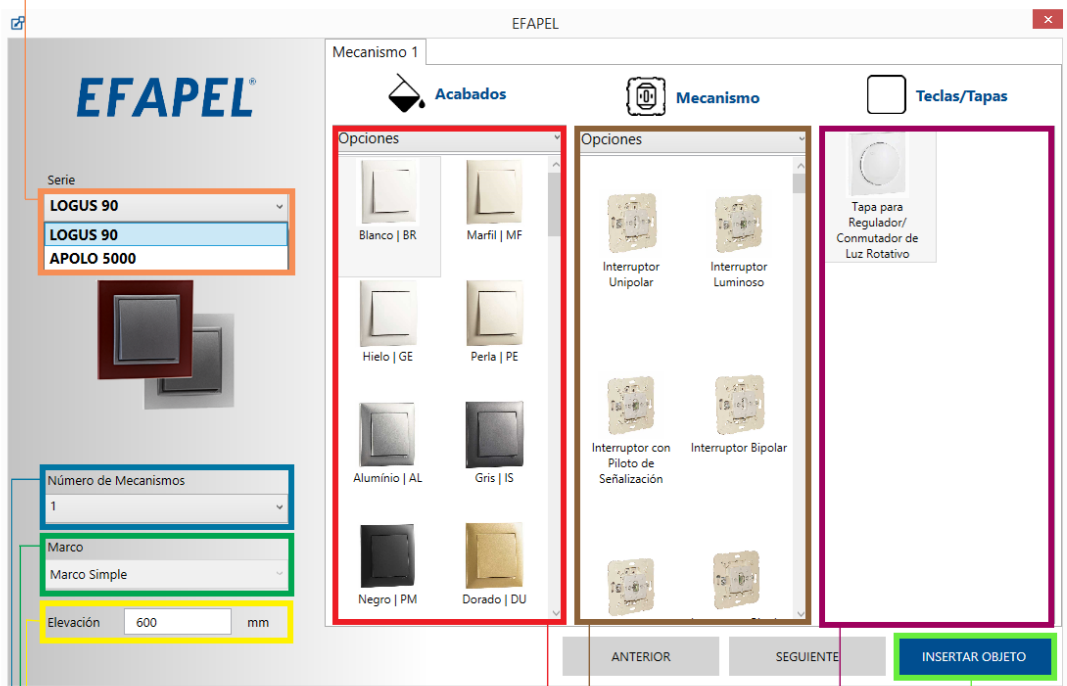 EFAPEL
Mecanismo 1
EFAPEL®
Acabados
Mecanismo
Teclas/Tapas
Serie
LOGUS 90
LOGUS 90
APOLO 5000
Número de Mecanismos
1
Marco
Marco Simple
Elevación 600 mm
Opciones
Blanco | BR
Marfil | MF
Hielo | GE
Perla | PE
Alumínio | AL
Gris | IS
Negro | PM
Dorado | DU
Opciones
Interruptor
Unipolar
Interruptor
Luminoso
Interruptor con
Piloto de
Señalización
Interruptor Bipolar
Tapa para
Regulador/
Conmutador de
Luz Rotativo
ANTERIOR
SEGUIENTE
INSERTAR OBJETO